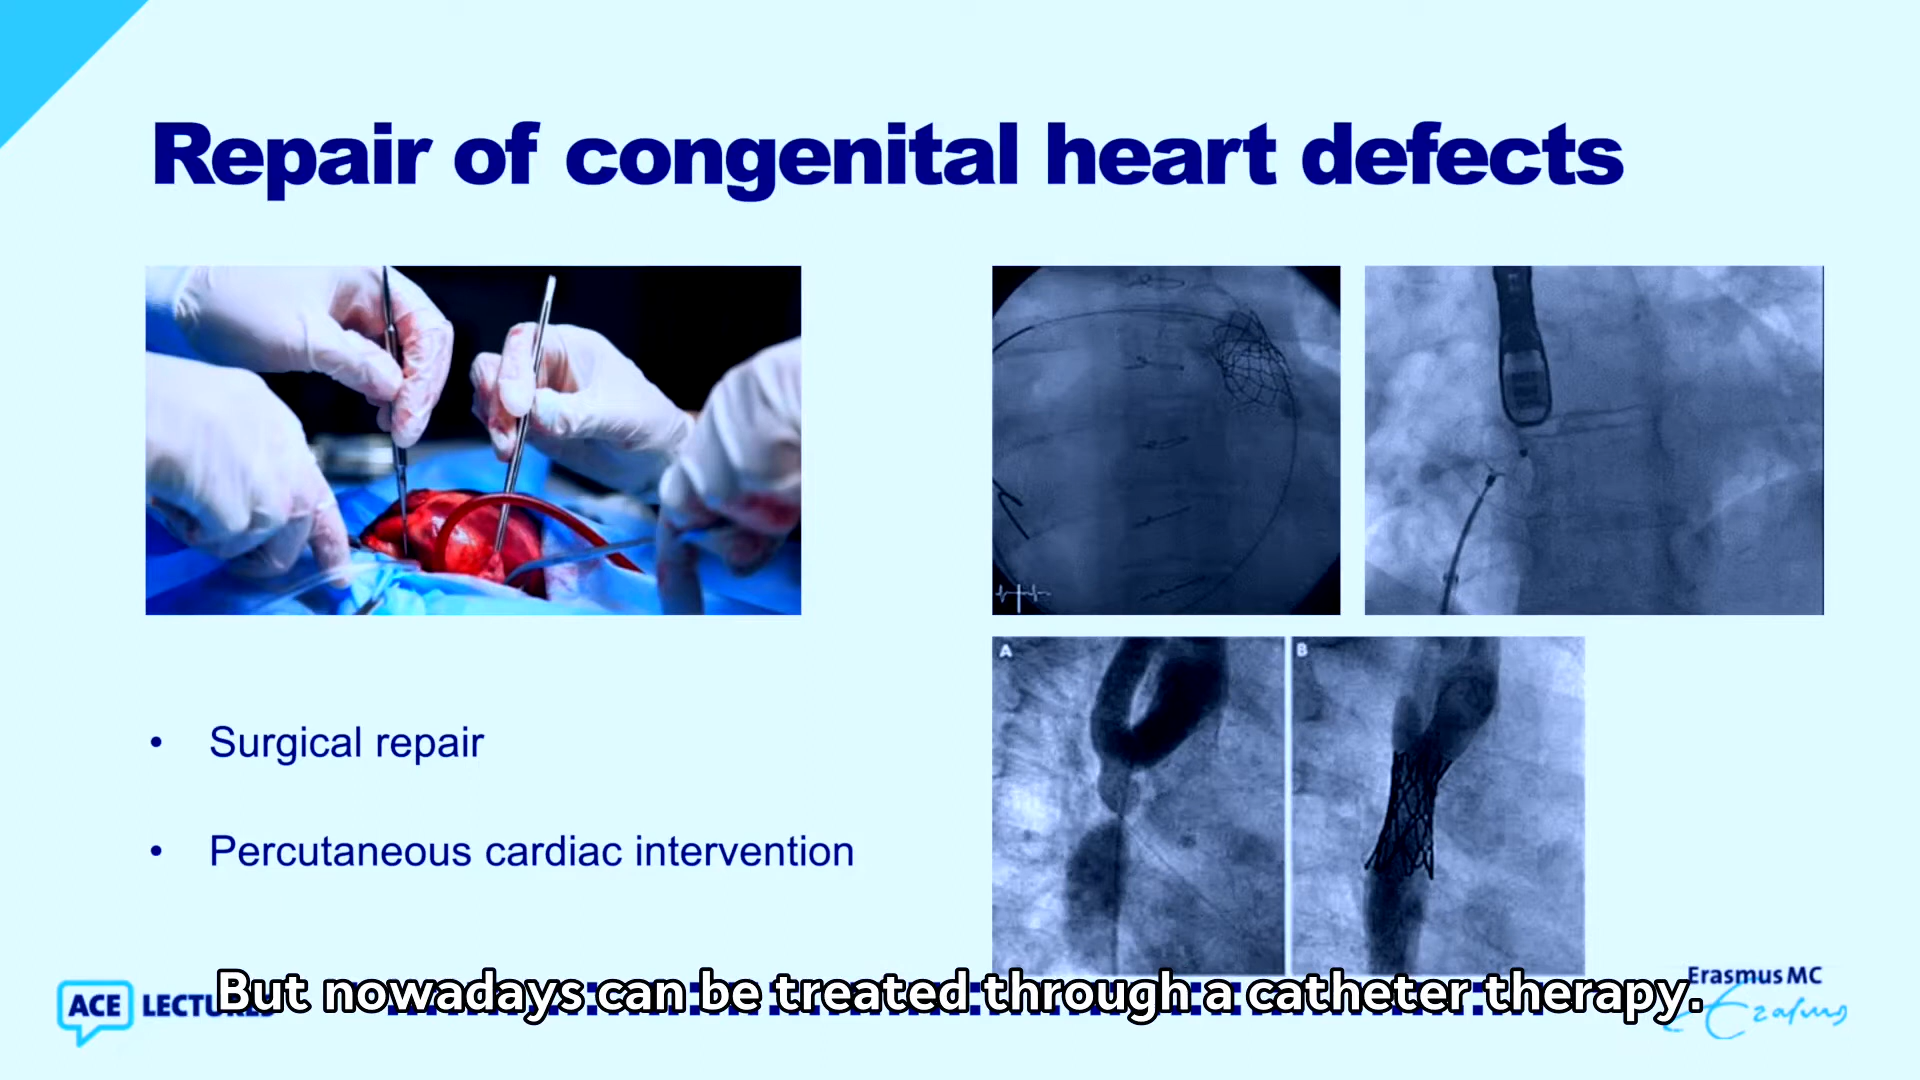 Repair of congenital heart defects
A
B
• Surgical repair
• Percutaneous cardiac intervention
But nowadays can be treated through a catheter therapy.
ACE
Erasmus MC
Erasmus